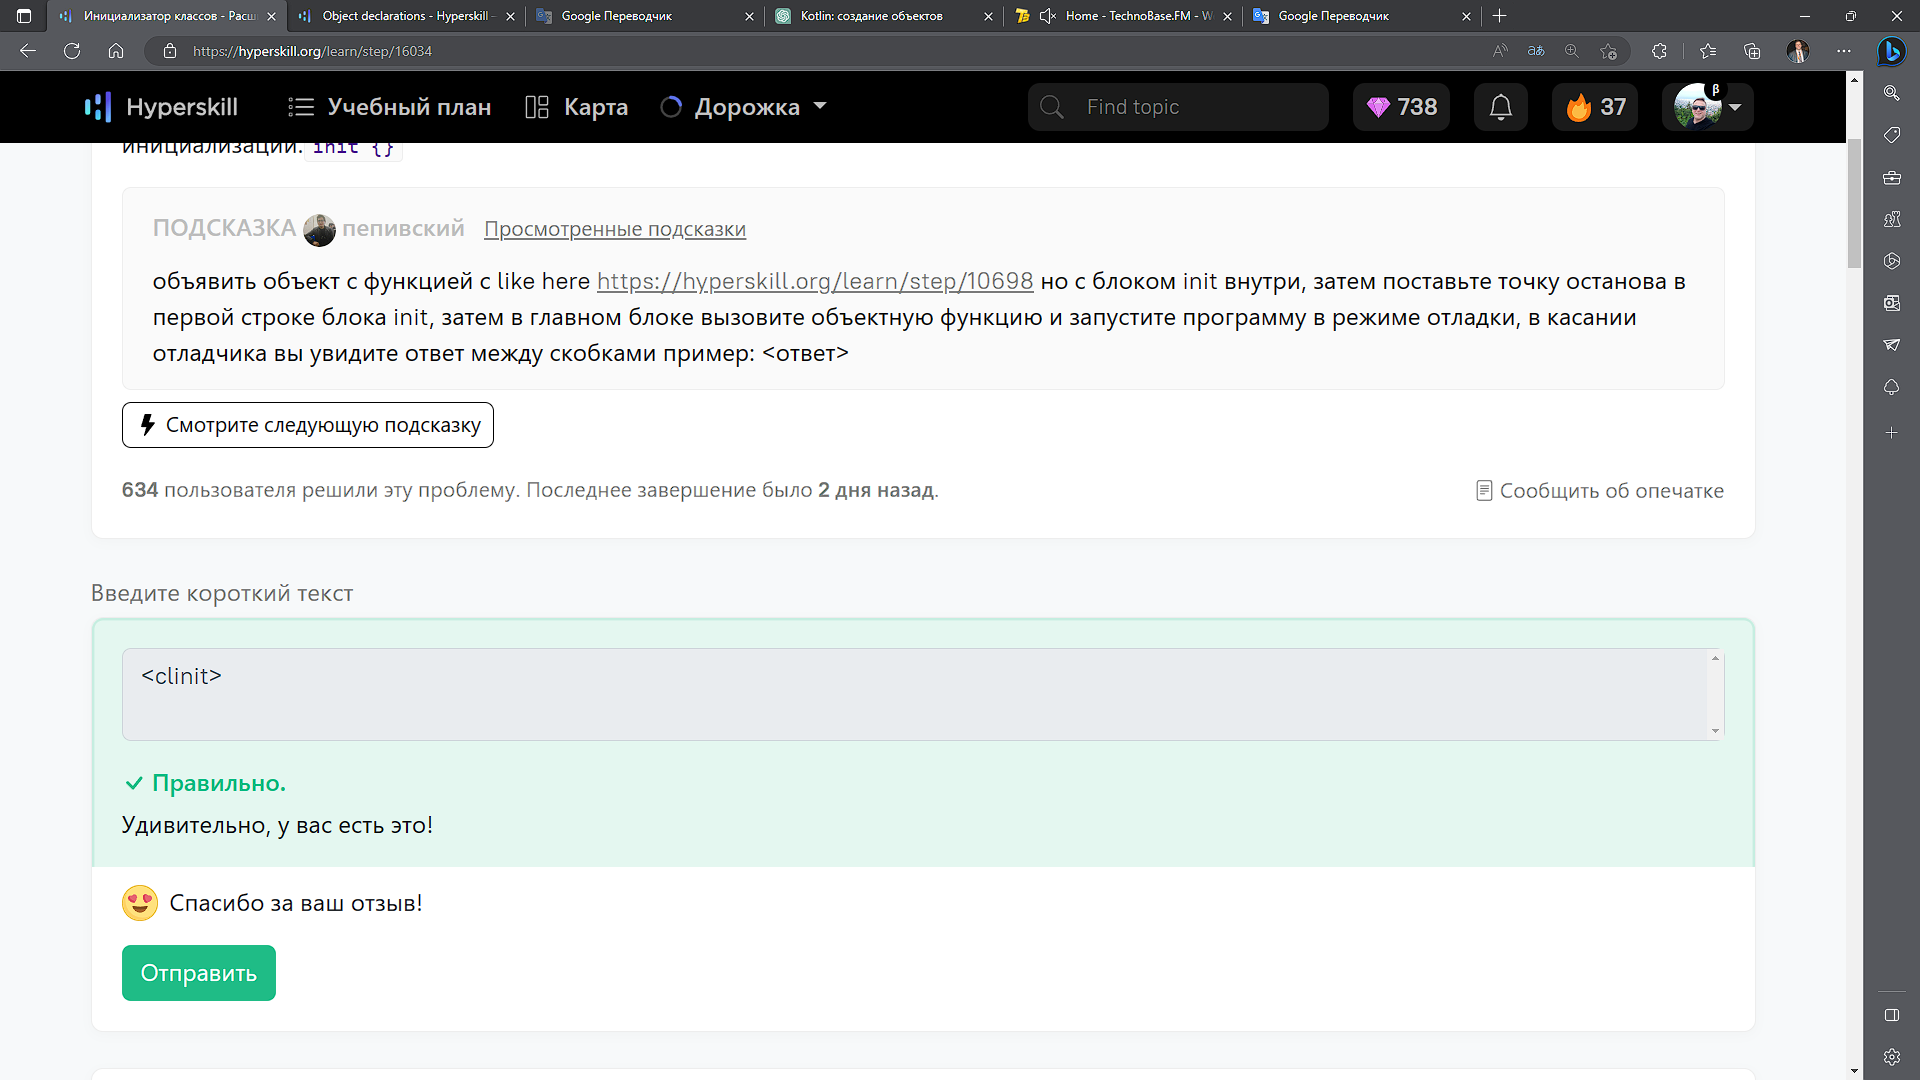 Инициализатор классов - Расш
Object declarations - Hyperskill -
Google Переводчик
Kotlin: создание объектов
Home - TechnoBase.FM - W
Google Переводчик
https://hyperskill.org/learn/step/16034
Hyperskill
Учебный план
Карта
Дорожка
Find topic
738
37
β
инициализации. init {}
ПОДСКАЗКА пепивский Просмотренные подсказки
объявить объект с функцией с like here https://hyperskill.org/learn/step/10698 но с блоком init внутри, затем поставьте точку останова в
первой строке блока init, затем в главном блоке вызовите объектную функцию и запустите программу в режиме отладки, в касании
отладчика вы увидите ответ между скобками пример: <ответ>
Смотрите следующую подсказку
634 пользователя решили эту проблему. Последнее завершение было 2 дня назад.
Сообщить об опечатке
Введите короткий текст
<clinit>
Правильно.
Удивительно, у вас есть это!
Спасибо за ваш отзыв!
Отправить